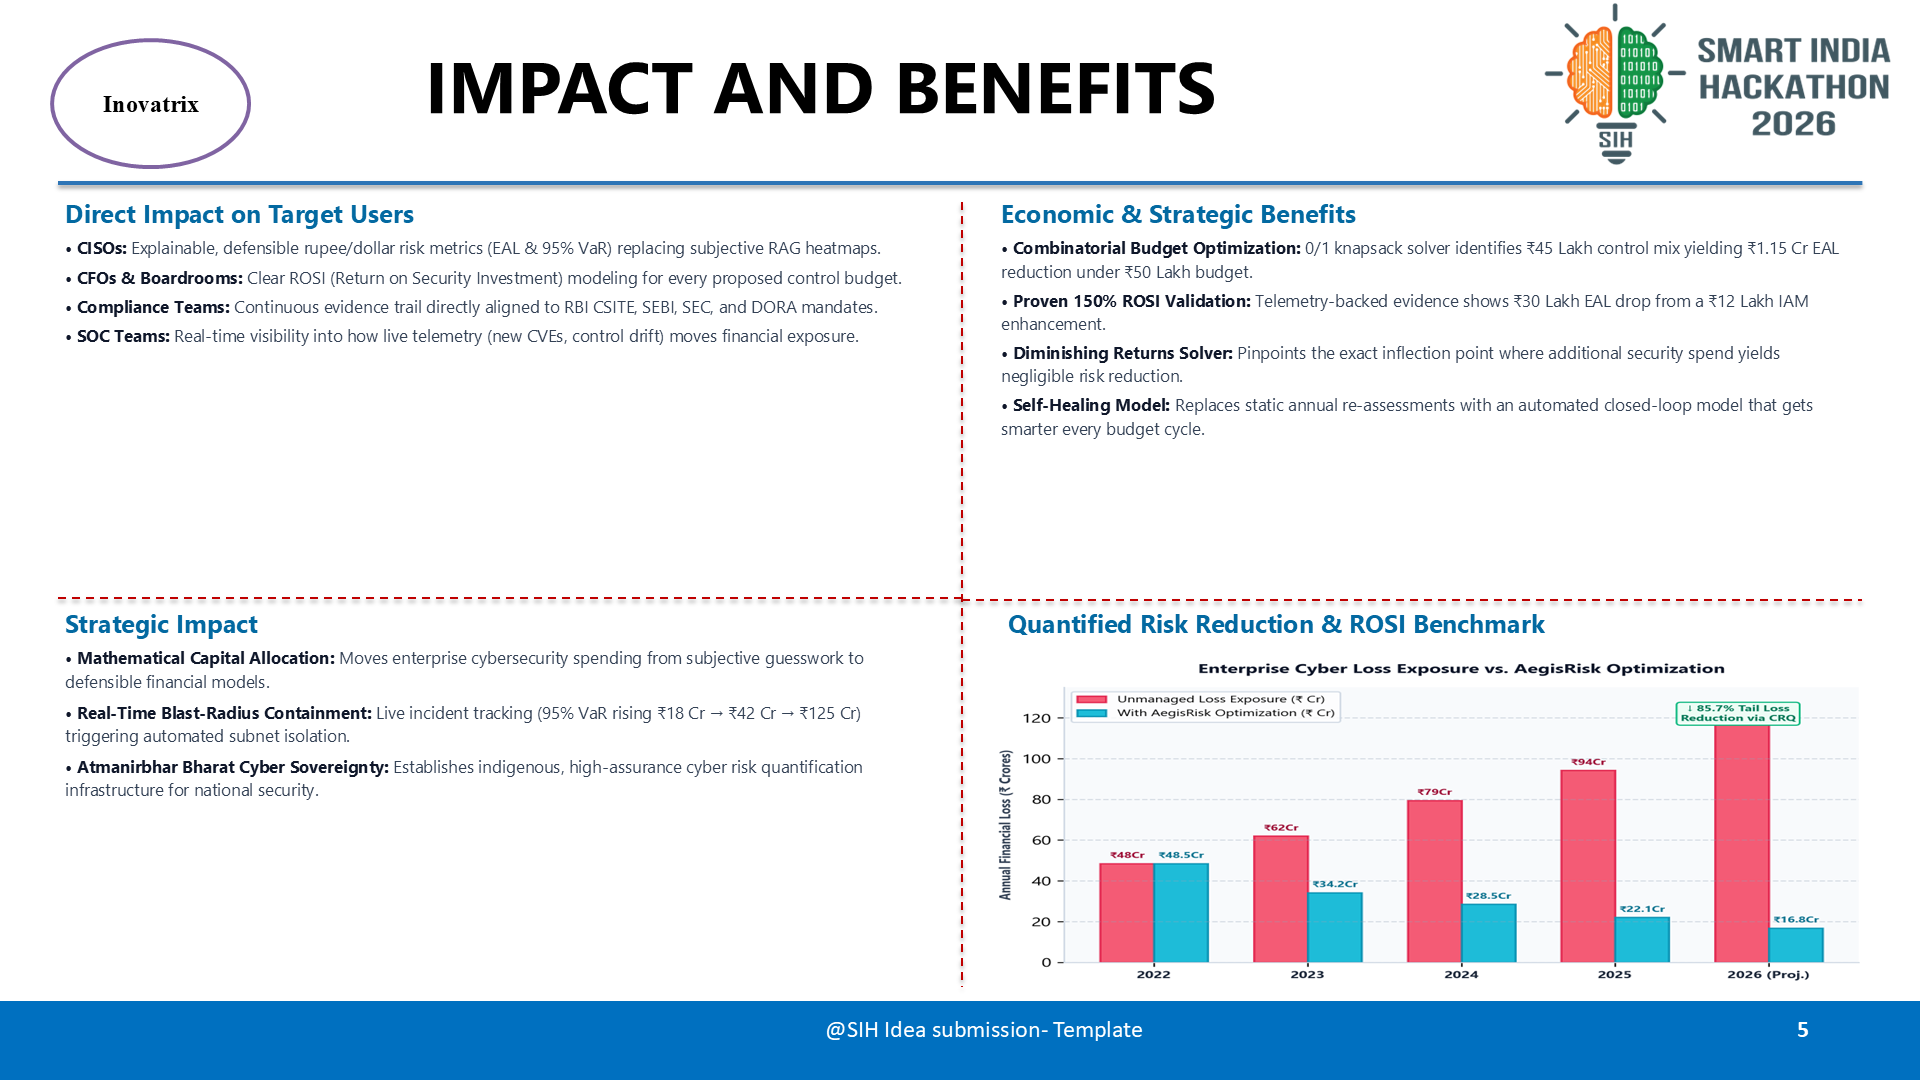 Inovatrix
IMPACT AND BENEFITS
SMART INDIA
HACKATHON
2026
SIH
Direct Impact on Target Users
• CISOs: Explainable, defensible rupee/dollar risk metrics (EAL & 95% VaR) replacing subjective RAG heatmaps.
• CFOs & Boardrooms: Clear ROSI (Return on Security Investment) modeling for every proposed control budget.
• Compliance Teams: Continuous evidence trail directly aligned to RBI CSITE, SEBI, SEC, and DORA mandates.
• SOC Teams: Real-time visibility into how live telemetry (new CVEs, control drift) moves financial exposure.
Economic & Strategic Benefits
• Combinatorial Budget Optimization: 0/1 knapsack solver identifies ₹45 Lakh control mix yielding ₹1.15 Cr EAL
reduction under ₹50 Lakh budget.
• Proven 150% ROSI Validation: Telemetry-backed evidence shows ₹30 Lakh EAL drop from a ₹12 Lakh IAM
enhancement.
• Diminishing Returns Solver: Pinpoints the exact inflection point where additional security spend yields
negligible risk reduction.
• Self-Healing Model: Replaces static annual re-assessments with an automated closed-loop model that gets
smarter every budget cycle.
Strategic Impact
• Mathematical Capital Allocation: Moves enterprise cybersecurity spending from subjective guesswork to
defensible financial models.
• Real-Time Blast-Radius Containment: Live incident tracking (95% VaR rising ₹18 Cr → ₹42 Cr → ₹125 Cr)
triggering automated subnet isolation.
• Atmanirbhar Bharat Cyber Sovereignty: Establishes indigenous, high-assurance cyber risk quantification
infrastructure for national security.
Quantified Risk Reduction & ROSI Benchmark
Enterprise Cyber Loss Exposure vs. AegisRisk Optimization
Unmanaged Loss Exposure (₹ Cr)
With AegisRisk Optimization (₹ Cr)
↓ 85.7% Tail Loss
Reduction via CRQ
Annual Financial Loss (₹ Crores)
120
100
80
60
40
20
0
₹48Cr ₹48.5Cr
₹62Cr
₹34.2Cr
₹79Cr
₹28.5Cr
₹94Cr
₹22.1Cr
₹16.8Cr
2022 2023 2024 2025 2026 (Proj.)
@SIH Idea submission- Template
5